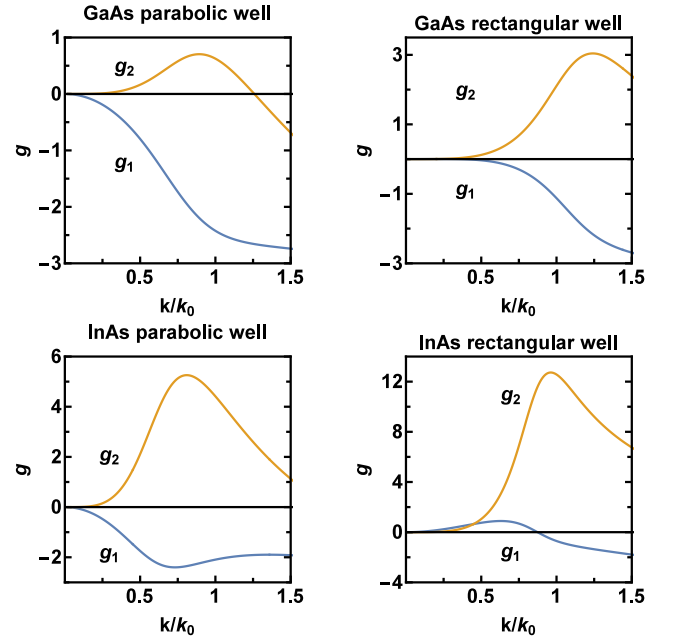 GaAs parabolic well
1
0
−1
−2
−3
g
g2
g1
0.5
1
1.5
k/k0
GaAs rectangular well
3
1
−1
−3
g
g2
g1
0.5
1
1.5
k/k0
InAs parabolic well
6
4
2
0
−2
g
g2
g1
0.5
1
1.5
k/k0
InAs rectangular well
12
8
4
0
−4
g
g2
g1
0.5
1
1.5
k/k0